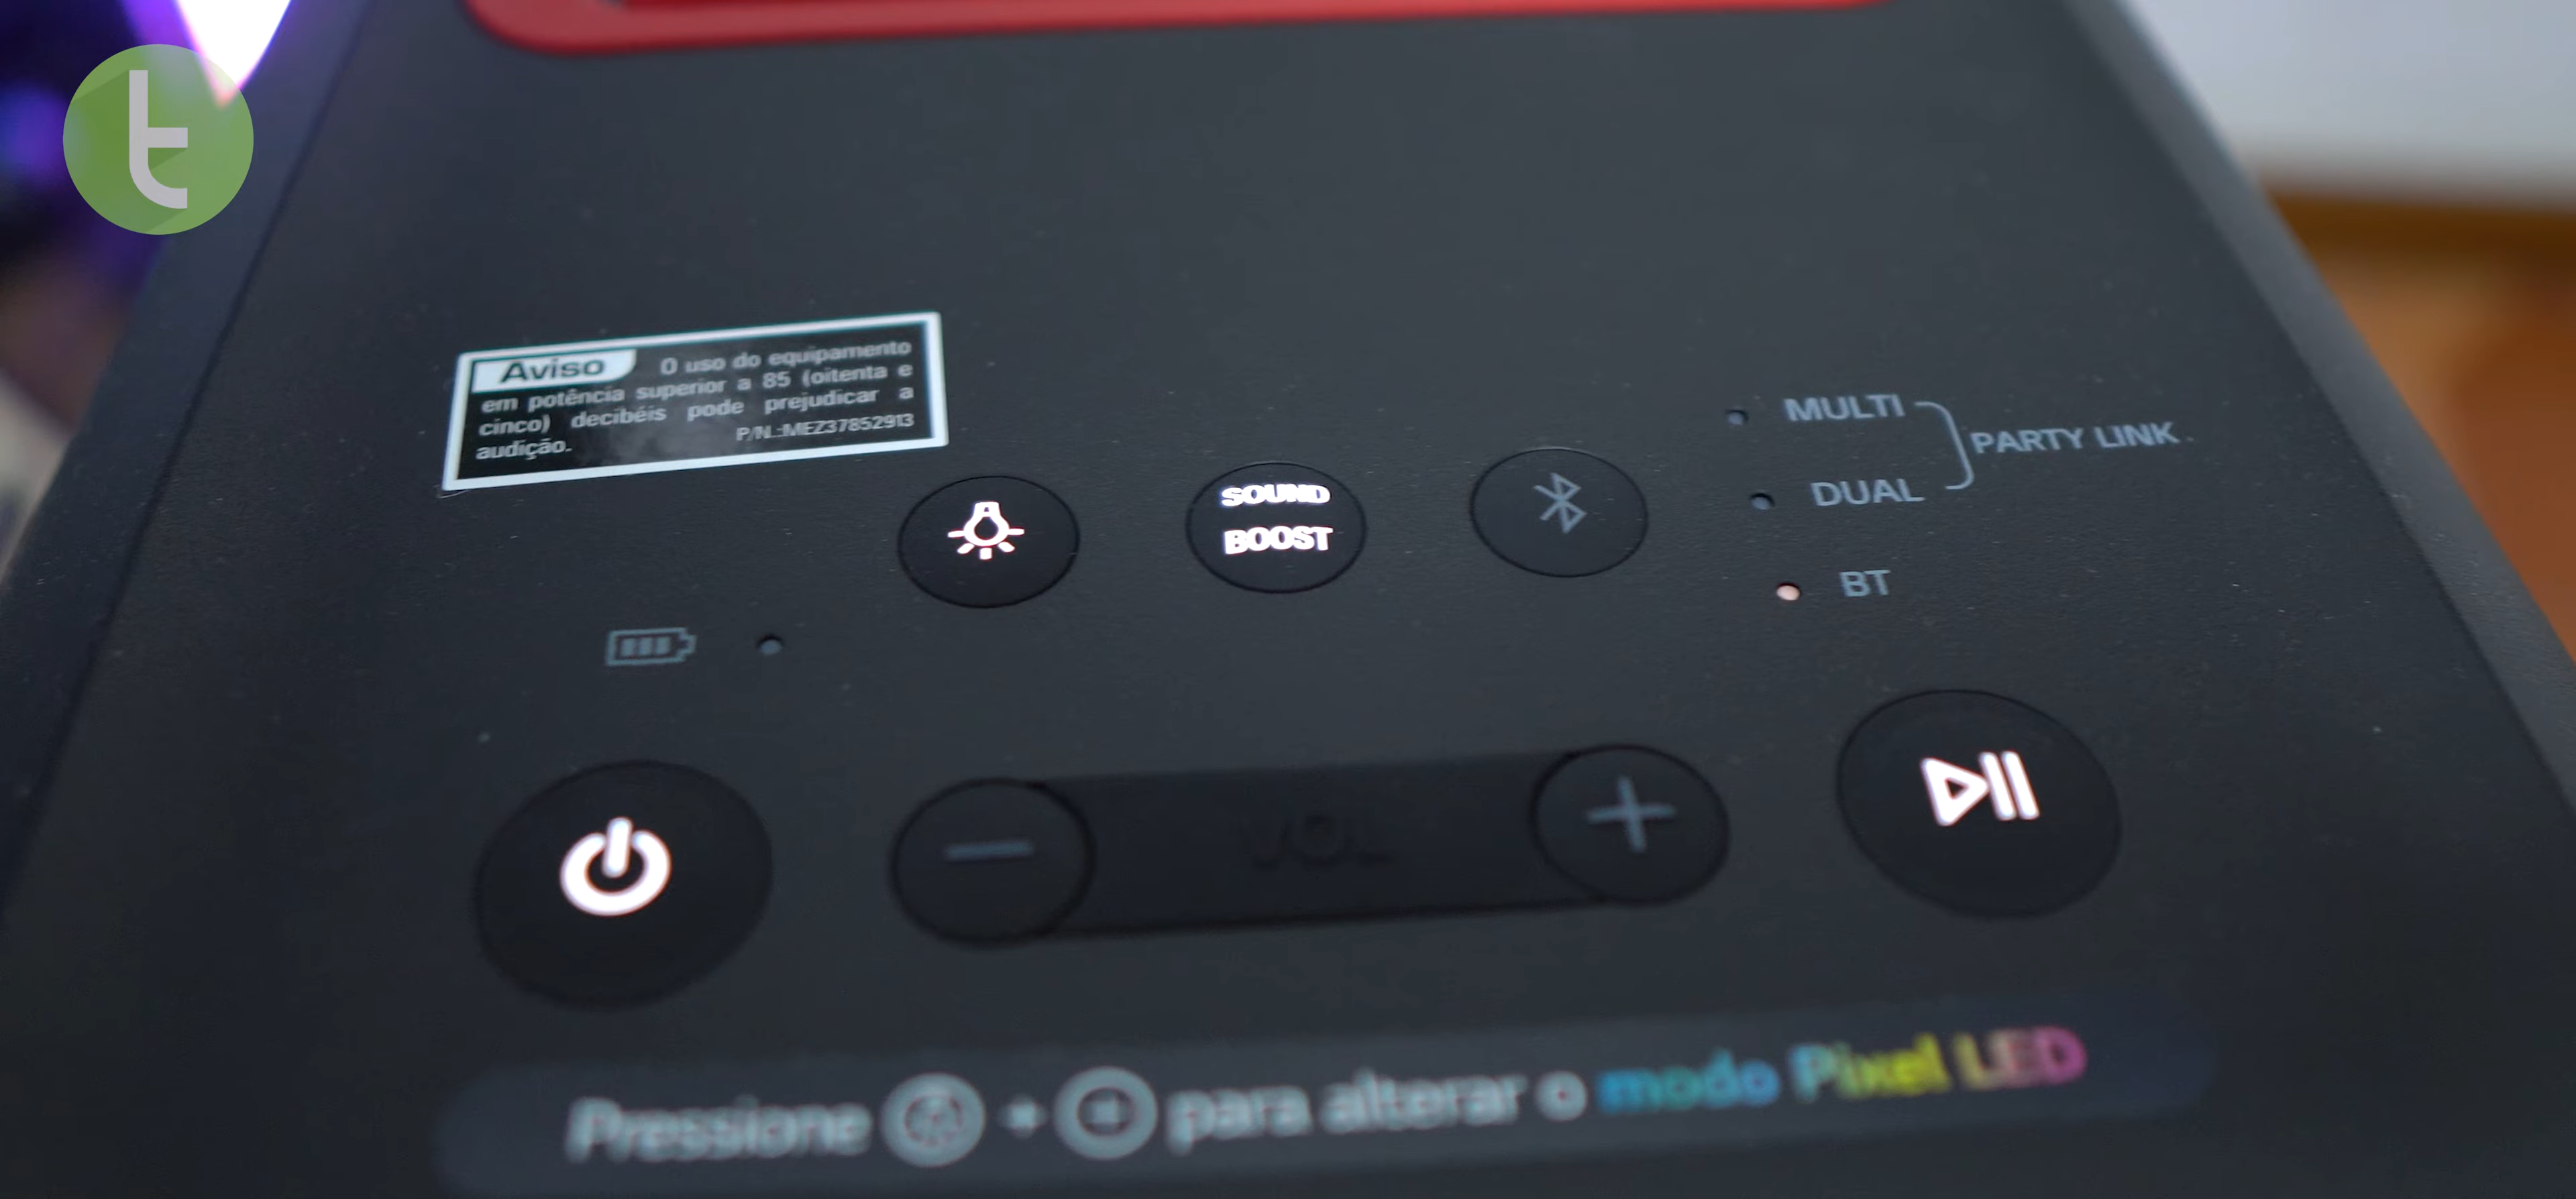 Aviso O uso do equipamento
em potência superior a 85 (oitenta e
cinco) decibéis pode prejudicar a
audição. P/N.:MEZ37852913
MULTI
PARTY LINK
DUAL
SOUND
BOOST
BT
VOL
Pressione + para alterar o modo Pixel LED